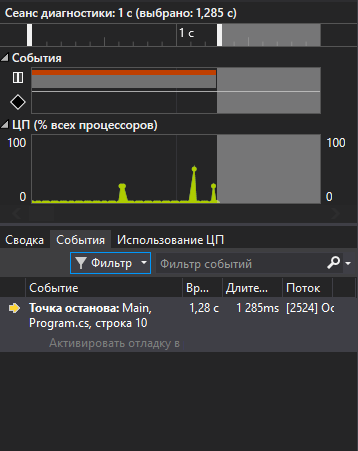 Сеанс диагностики: 1 с (выбрано: 1,285 с)
1 с
События
ЦП (% всех процессоров)
100 100
0 0
Сводка События Использование ЦП
Фильтр Фильтр событий
Событие Вр... Длите... Поток
Точка останова: Main, 1,28 с 1 285ms [2524] Ос
Program.cs, строка 10
Активировать отладку в